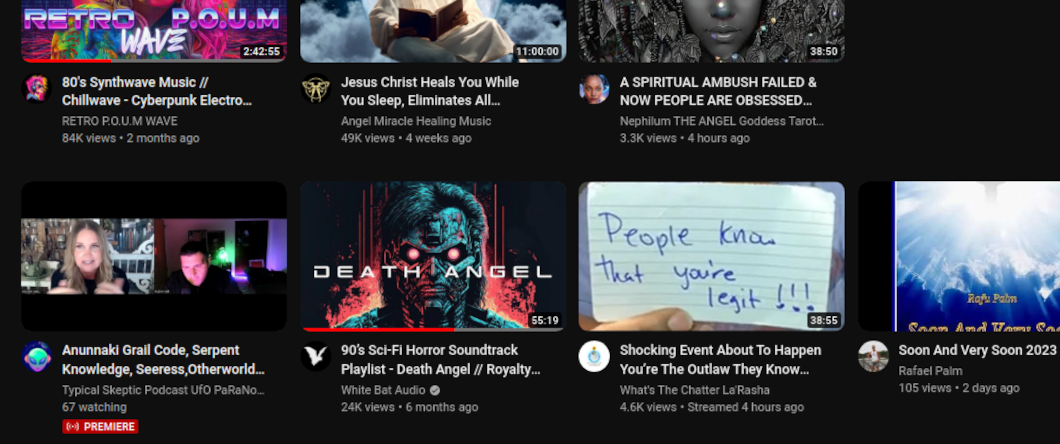 RETRO P.O.U.M
WAVE
2:42:55
11:00:00
38:50
80's Synthwave Music //
Chillwave - Cyberpunk Electro...
RETRO P.O.U.M WAVE
84K views • 2 months ago
Jesus Christ Heals You While
You Sleep, Eliminates All...
Angel Miracle Healing Music
49K views • 4 weeks ago
A SPIRITUAL AMBUSH FAILED &
NOW PEOPLE ARE OBSESSED...
Nephilum THE ANGEL Goddess Tarot...
3.3K views • 4 hours ago
DEATH ANGEL
55:19
People know
that you're
legit !!!
38:55
Rafu Palm
Soon And Very Soo
Anunnaki Grail Code, Serpent
Knowledge, Seeress,Otherworld...
Typical Skeptic Podcast UfO PaRaNo...
67 watching
PREMIERE
90's Sci-Fi Horror Soundtrack
Playlist - Death Angel // Royalty...
White Bat Audio
24K views • 6 months ago
Shocking Event About To Happen
You're The Outlaw They Know...
What's The Chatter La'Rasha
4.6K views • Streamed 4 hours ago
Soon And Very Soon 2023
Rafael Palm
105 views • 2 days ago